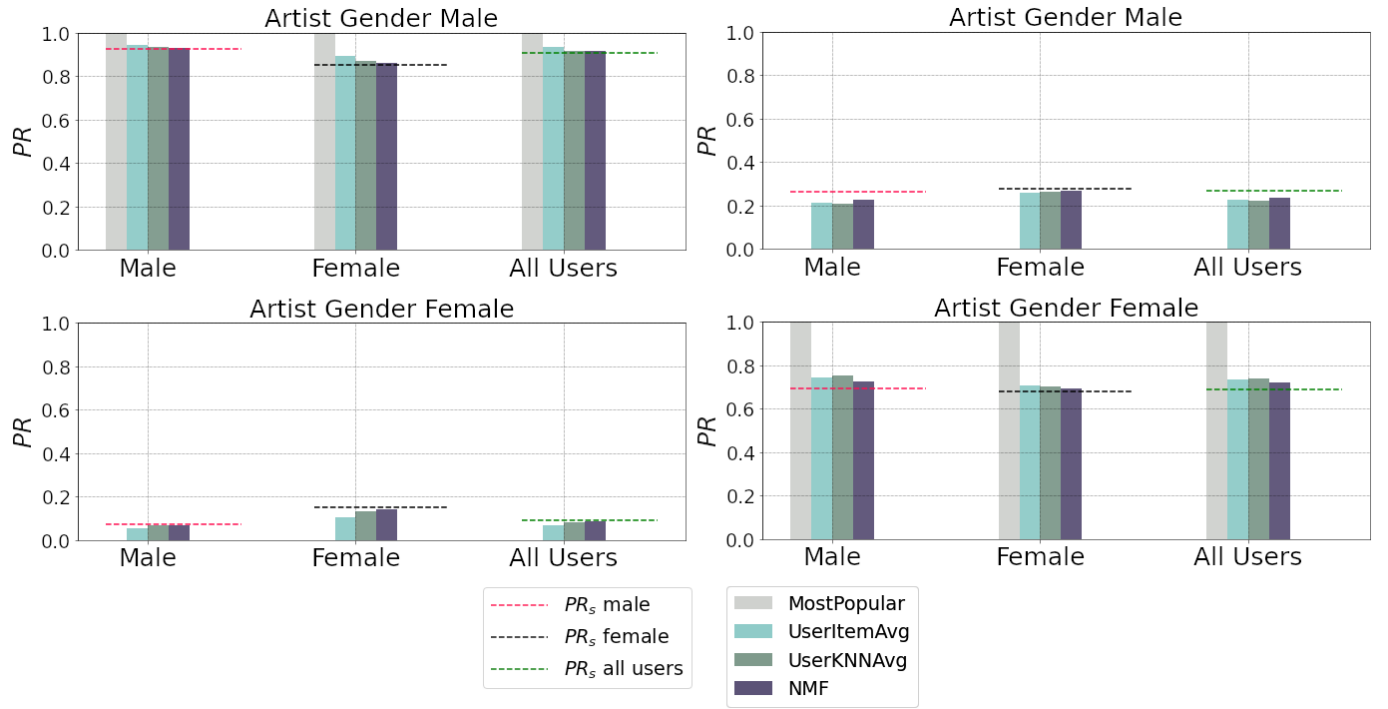 Artist Gender Male
1.0
0.8
0.6
0.4
0.2
0.0
PR
Male Female All Users
Artist Gender Male
1.0
0.8
0.6
0.4
0.2
0.0
PR
Male Female All Users
Artist Gender Female
1.0
0.8
0.6
0.4
0.2
0.0
PR
Male Female All Users
Artist Gender Female
1.0
0.8
0.6
0.4
0.2
0.0
PR
Male Female All Users
PRs male
PRs female
PRs all users
MostPopular
UserItemAvg
UserKNNAvg
NMF